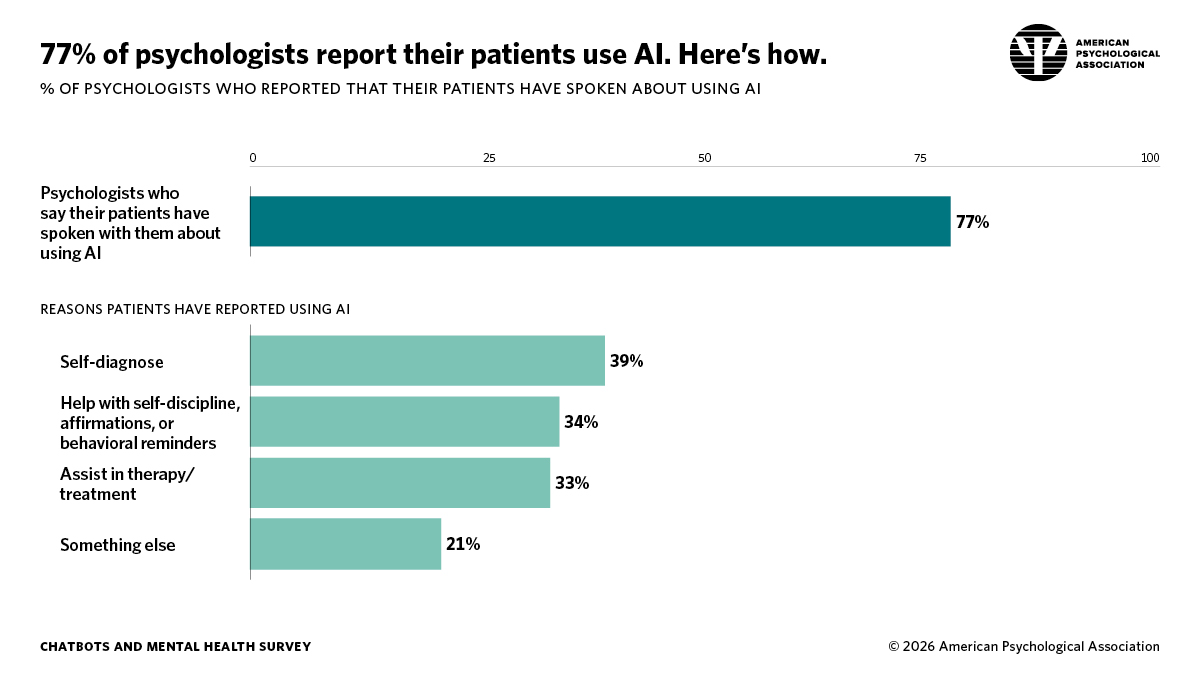 77% of psychologists report their patients use AI. Here’s how.
% OF PSYCHOLOGISTS WHO REPORTED THAT THEIR PATIENTS HAVE SPOKEN ABOUT USING AI
AMERICAN
PSYCHOLOGICAL
ASSOCIATION
0 25 50 75 100
Psychologists who
say their patients have
spoken with them about
using AI
77%
REASONS PATIENTS HAVE REPORTED USING AI
Self-diagnose
39%
Help with self-discipline,
affirmations, or
behavioral reminders
34%
Assist in therapy/
treatment
33%
Something else
21%
CHATBOTS AND MENTAL HEALTH SURVEY
© 2026 American Psychological Association